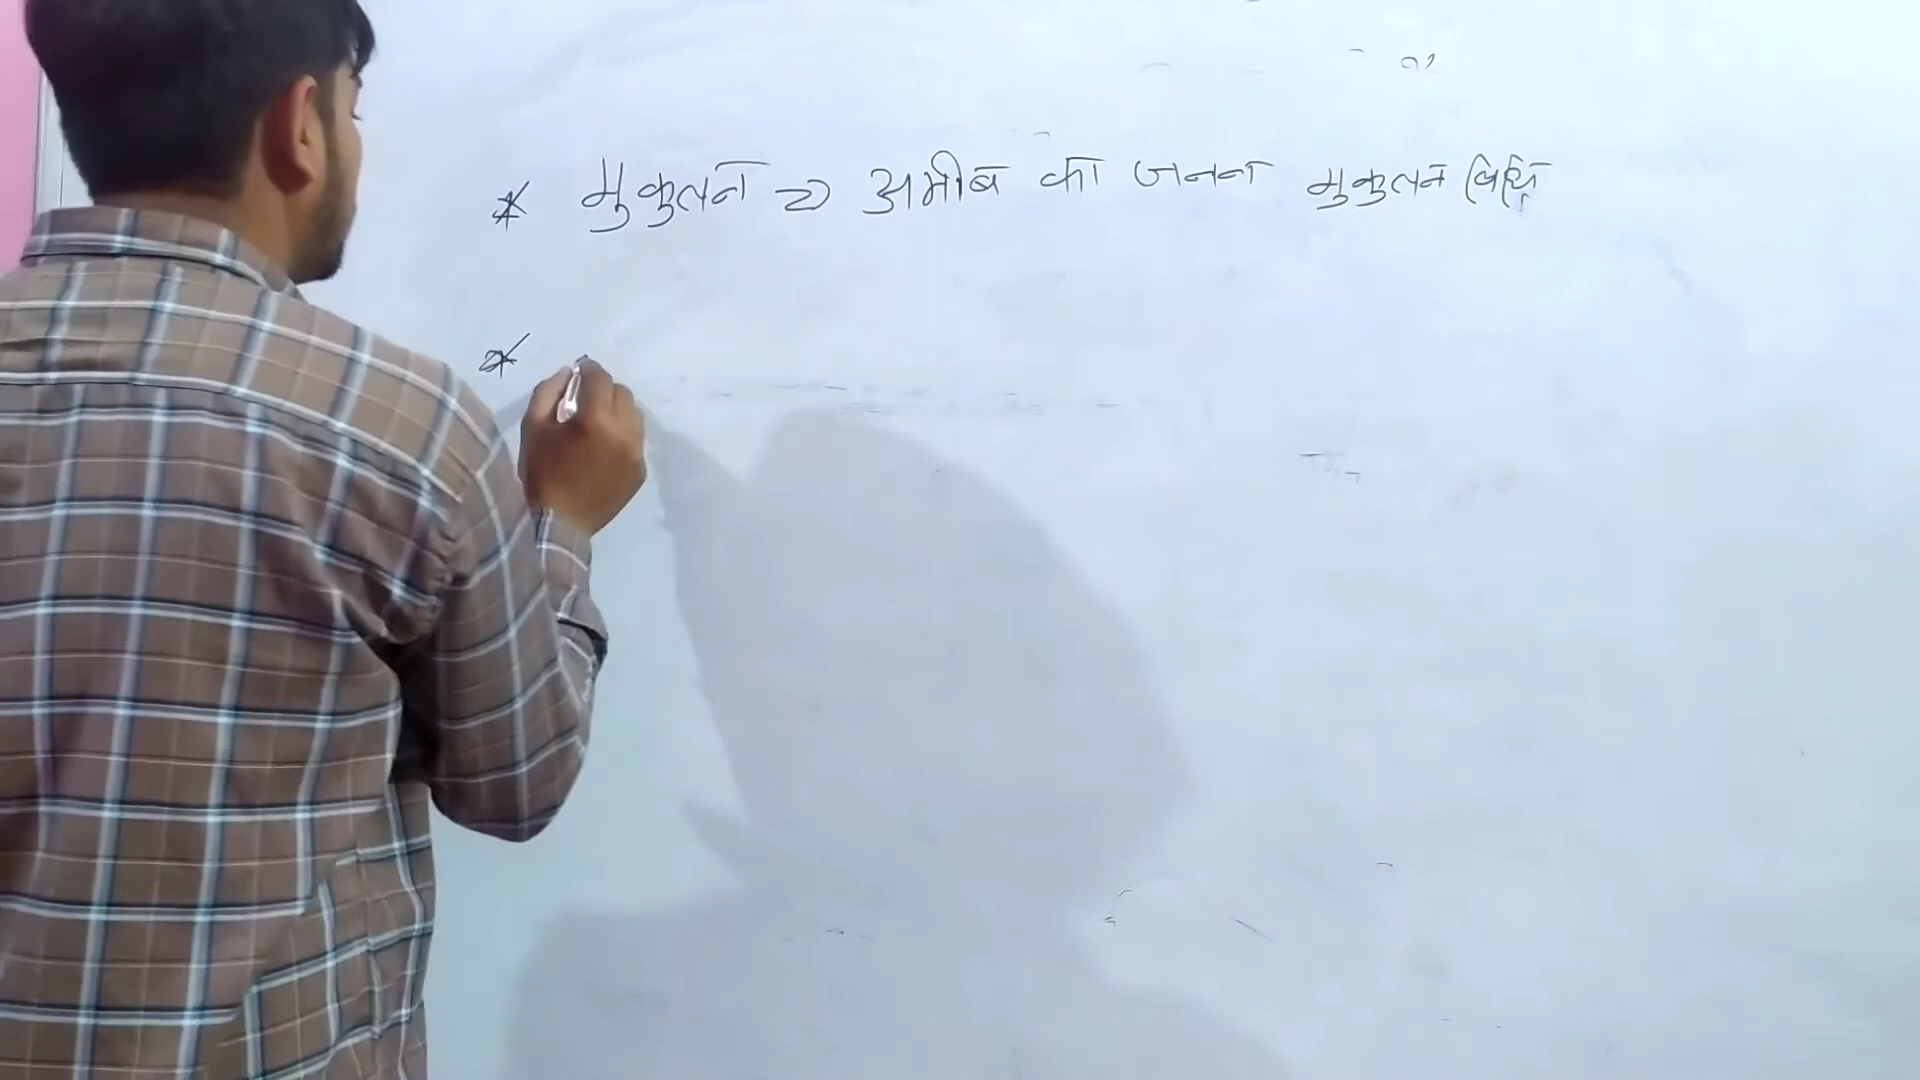 * मुकुलन → अमीब का जनन मुकुलन विधि
*